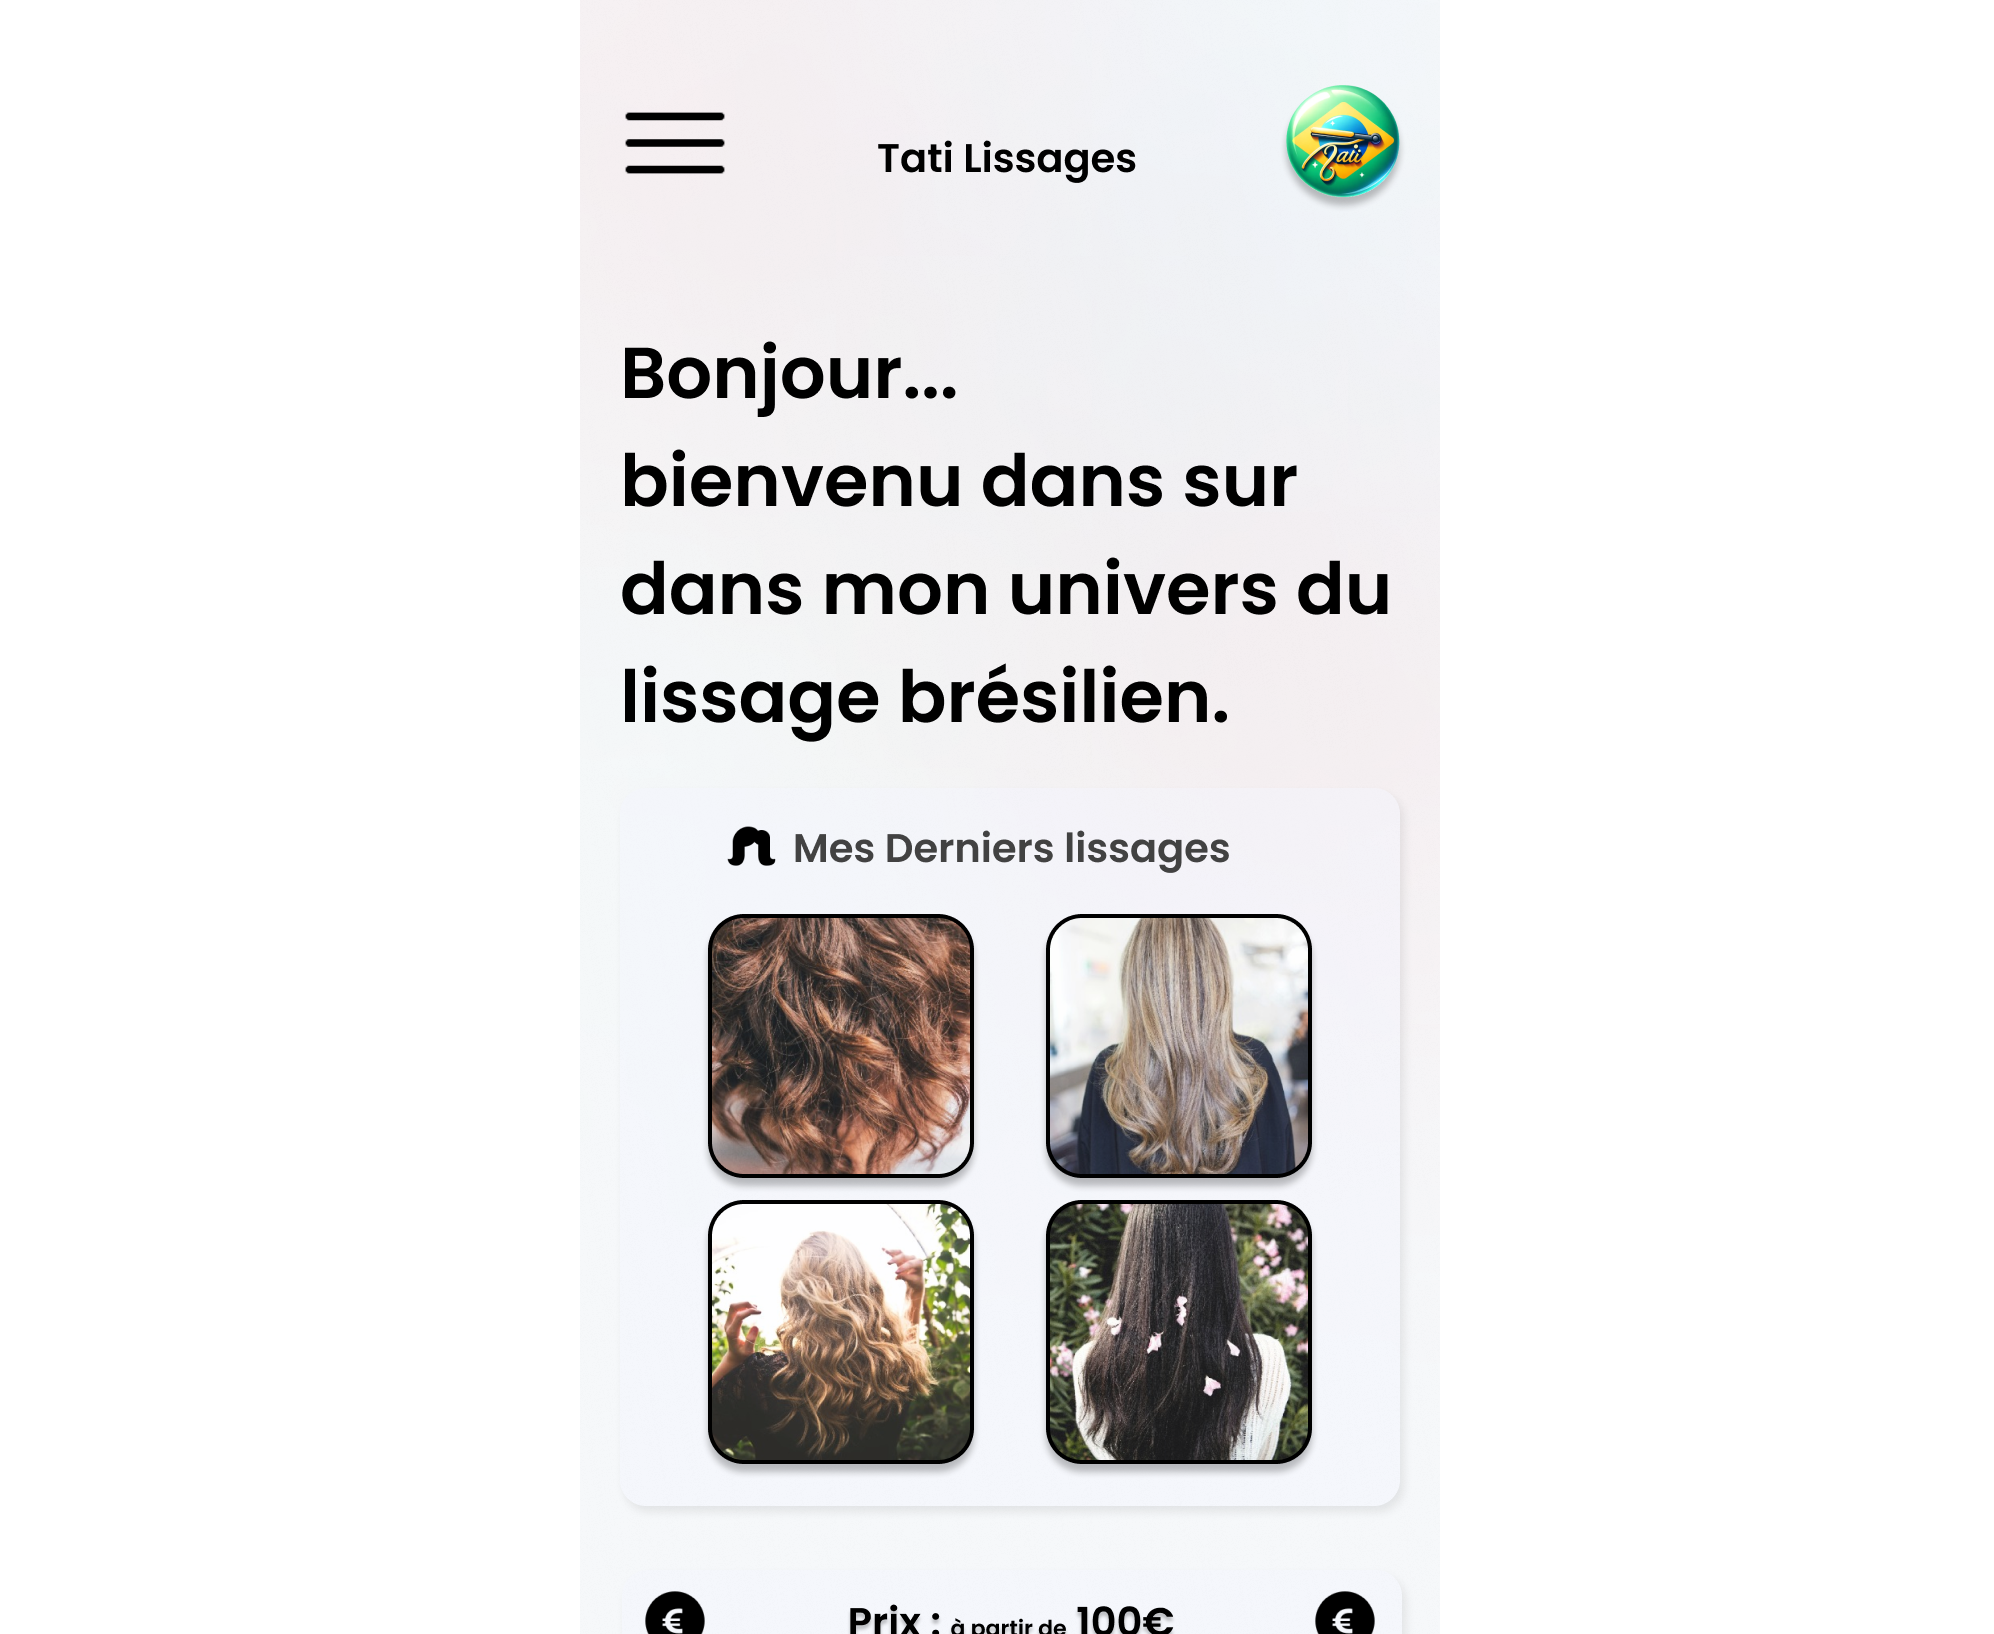 Tati Lissages
Tati
Bonjour...
bienvenu dans sur
dans mon univers du
lissage brésilien.
Mes Derniers lissages
€ Prix : à partir de 100€ €